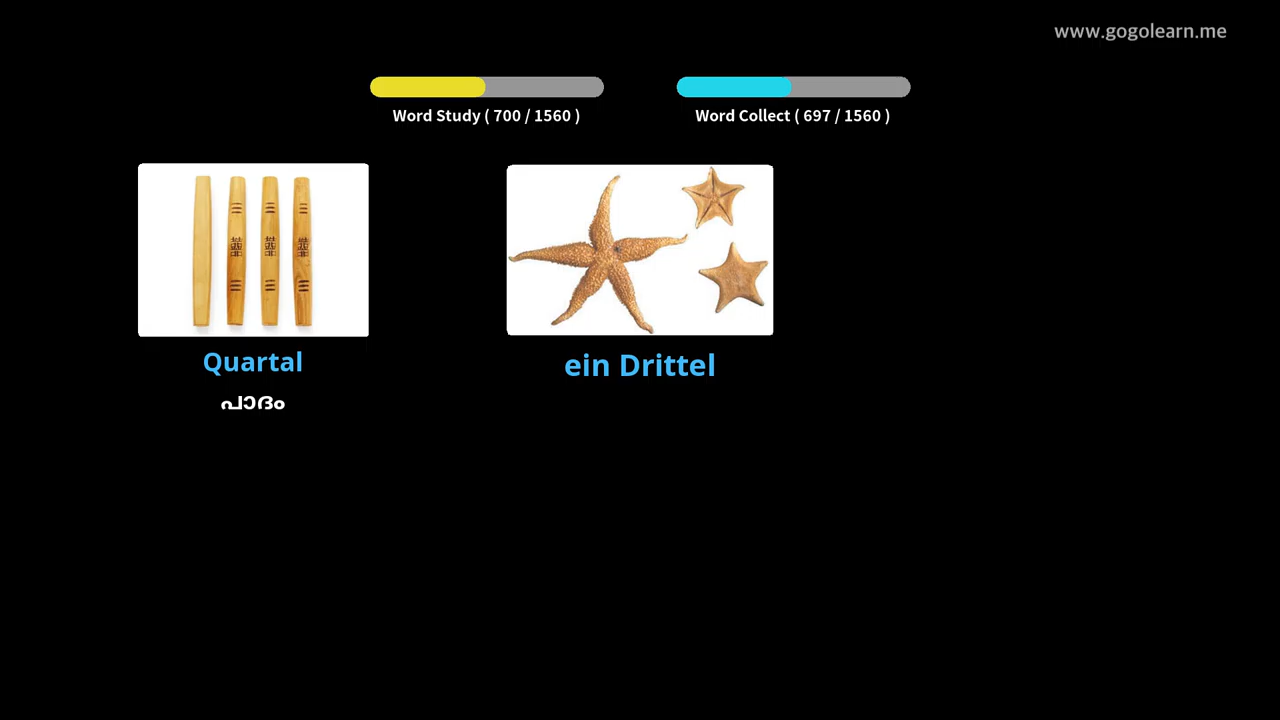 www.gogolearn.me
Word Study ( 700 / 1560 )
Word Collect ( 697 / 1560 )
Quartal
ein Drittel
പാദം